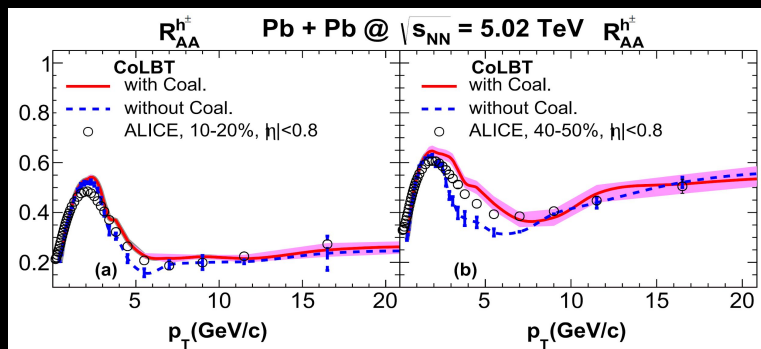 R_AA^h± Pb + Pb @ √s_NN = 5.02 TeV R_AA^h±
CoLBT
with Coal.
without Coal.
ALICE, 10-20%, |η|<0.8
CoLBT
with Coal.
without Coal.
ALICE, 40-50%, |η|<0.8
1
0.8
0.6
0.4
0.2
(a)
(b)
5 10 15 20
5 10 15 20
p_T(GeV/c)
p_T(GeV/c)